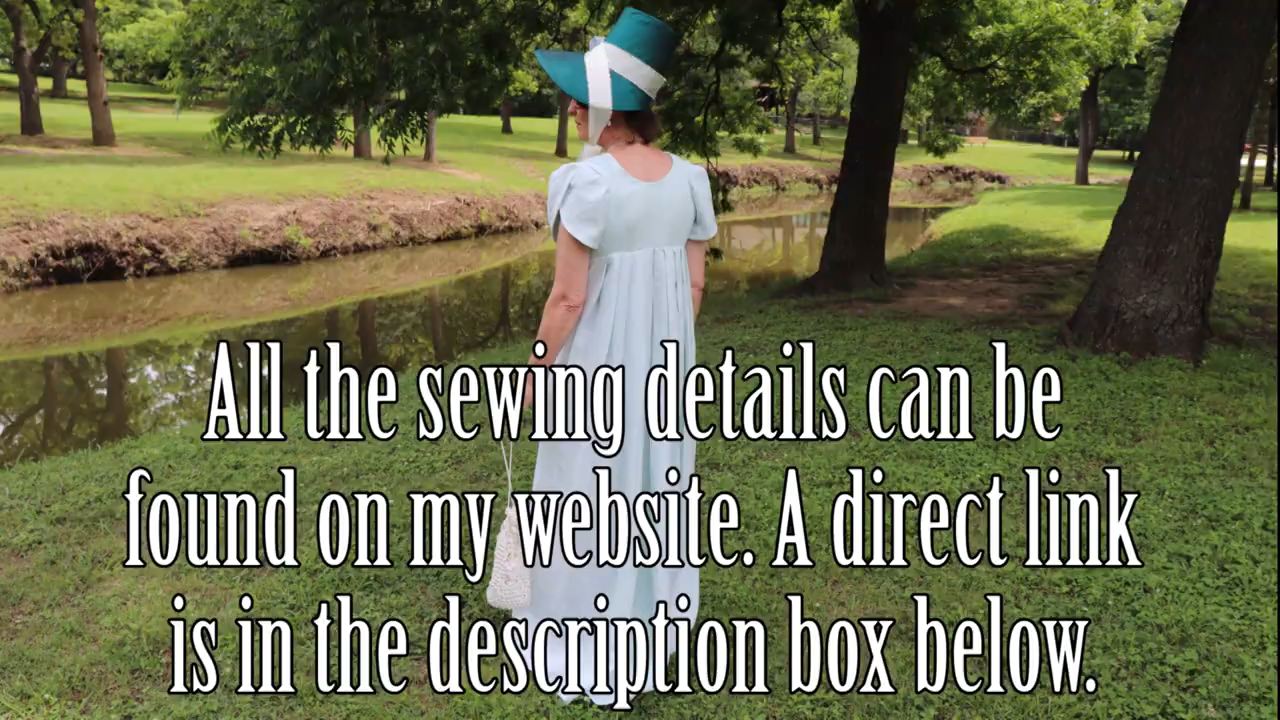 All the sewing details can be
found on my website. A direct link
is in the description box below.